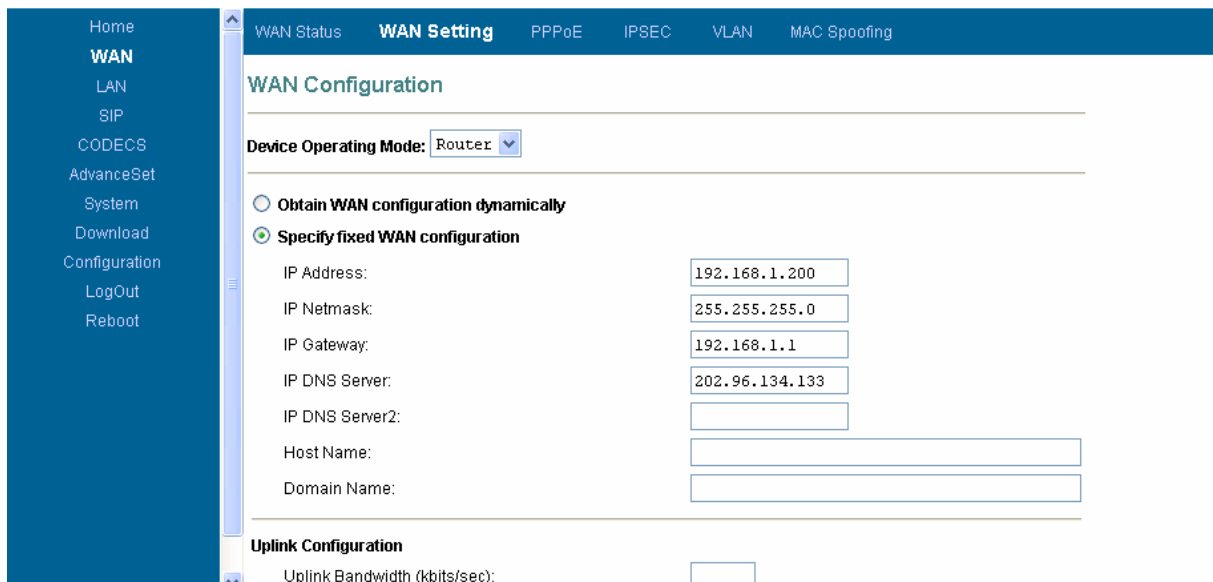 Home
WAN
LAN
SIP
CODECS
AdvanceSet
System
Download
Configuration
LogOut
Reboot
WAN Status WAN Setting PPPoE IPSEC VLAN MAC Spoofing
WAN Configuration
Device Operating Mode: Router
Obtain WAN configuration dynamically
Specify fixed WAN configuration
IP Address: 192.168.1.200
IP Netmask: 255.255.255.0
IP Gateway: 192.168.1.1
IP DNS Server: 202.96.134.133
IP DNS Server2:
Host Name:
Domain Name:
Uplink Configuration
Uplink Bandwidth (kbits/sec):